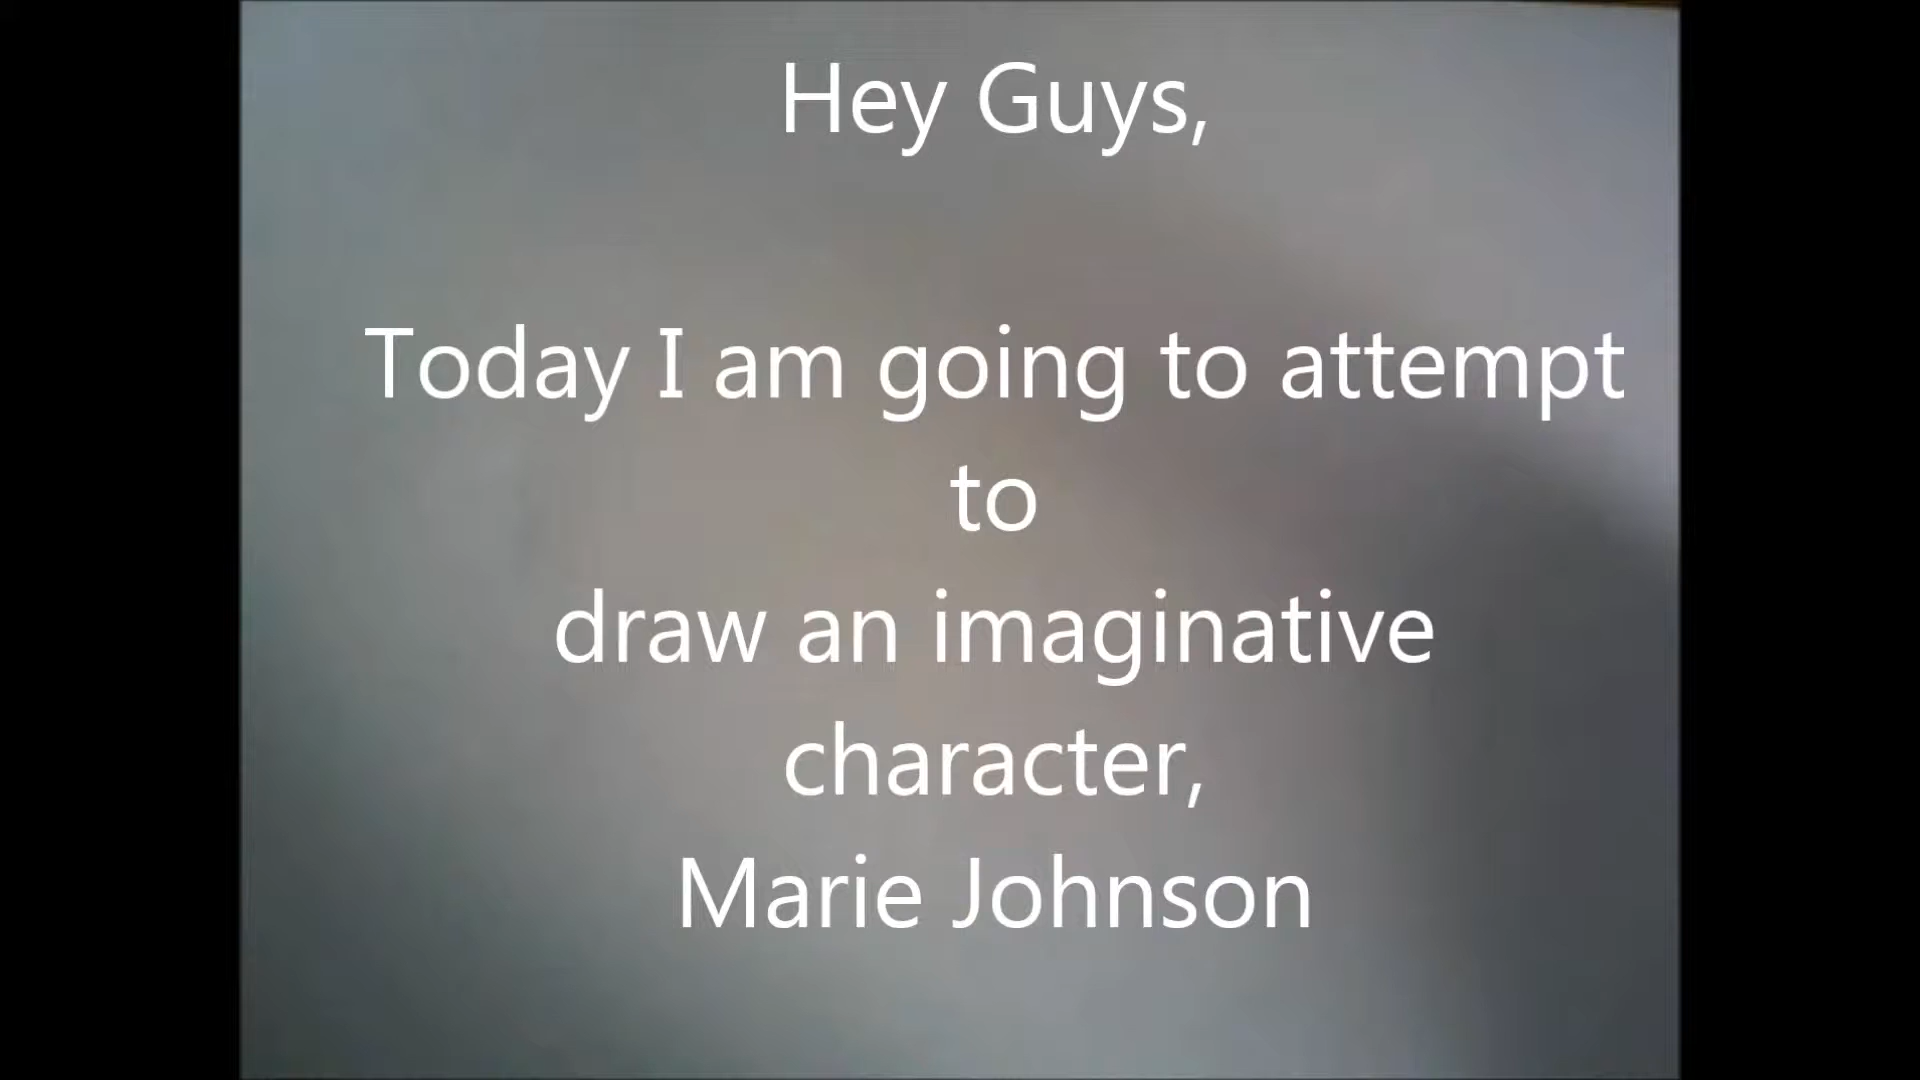 Hey Guys,
Today I am going to attempt
to
draw an imaginative
character,
Marie Johnson